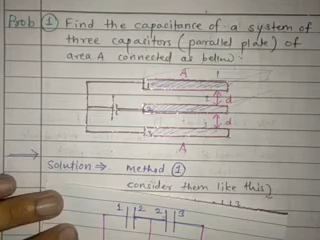 Prob ① Find the capacitance of a system of
three capacitors (parallel plate) of
area A connected as below.
A
d
d
A
Solution ⇒ method ①
consider them like this
1 2 2 3